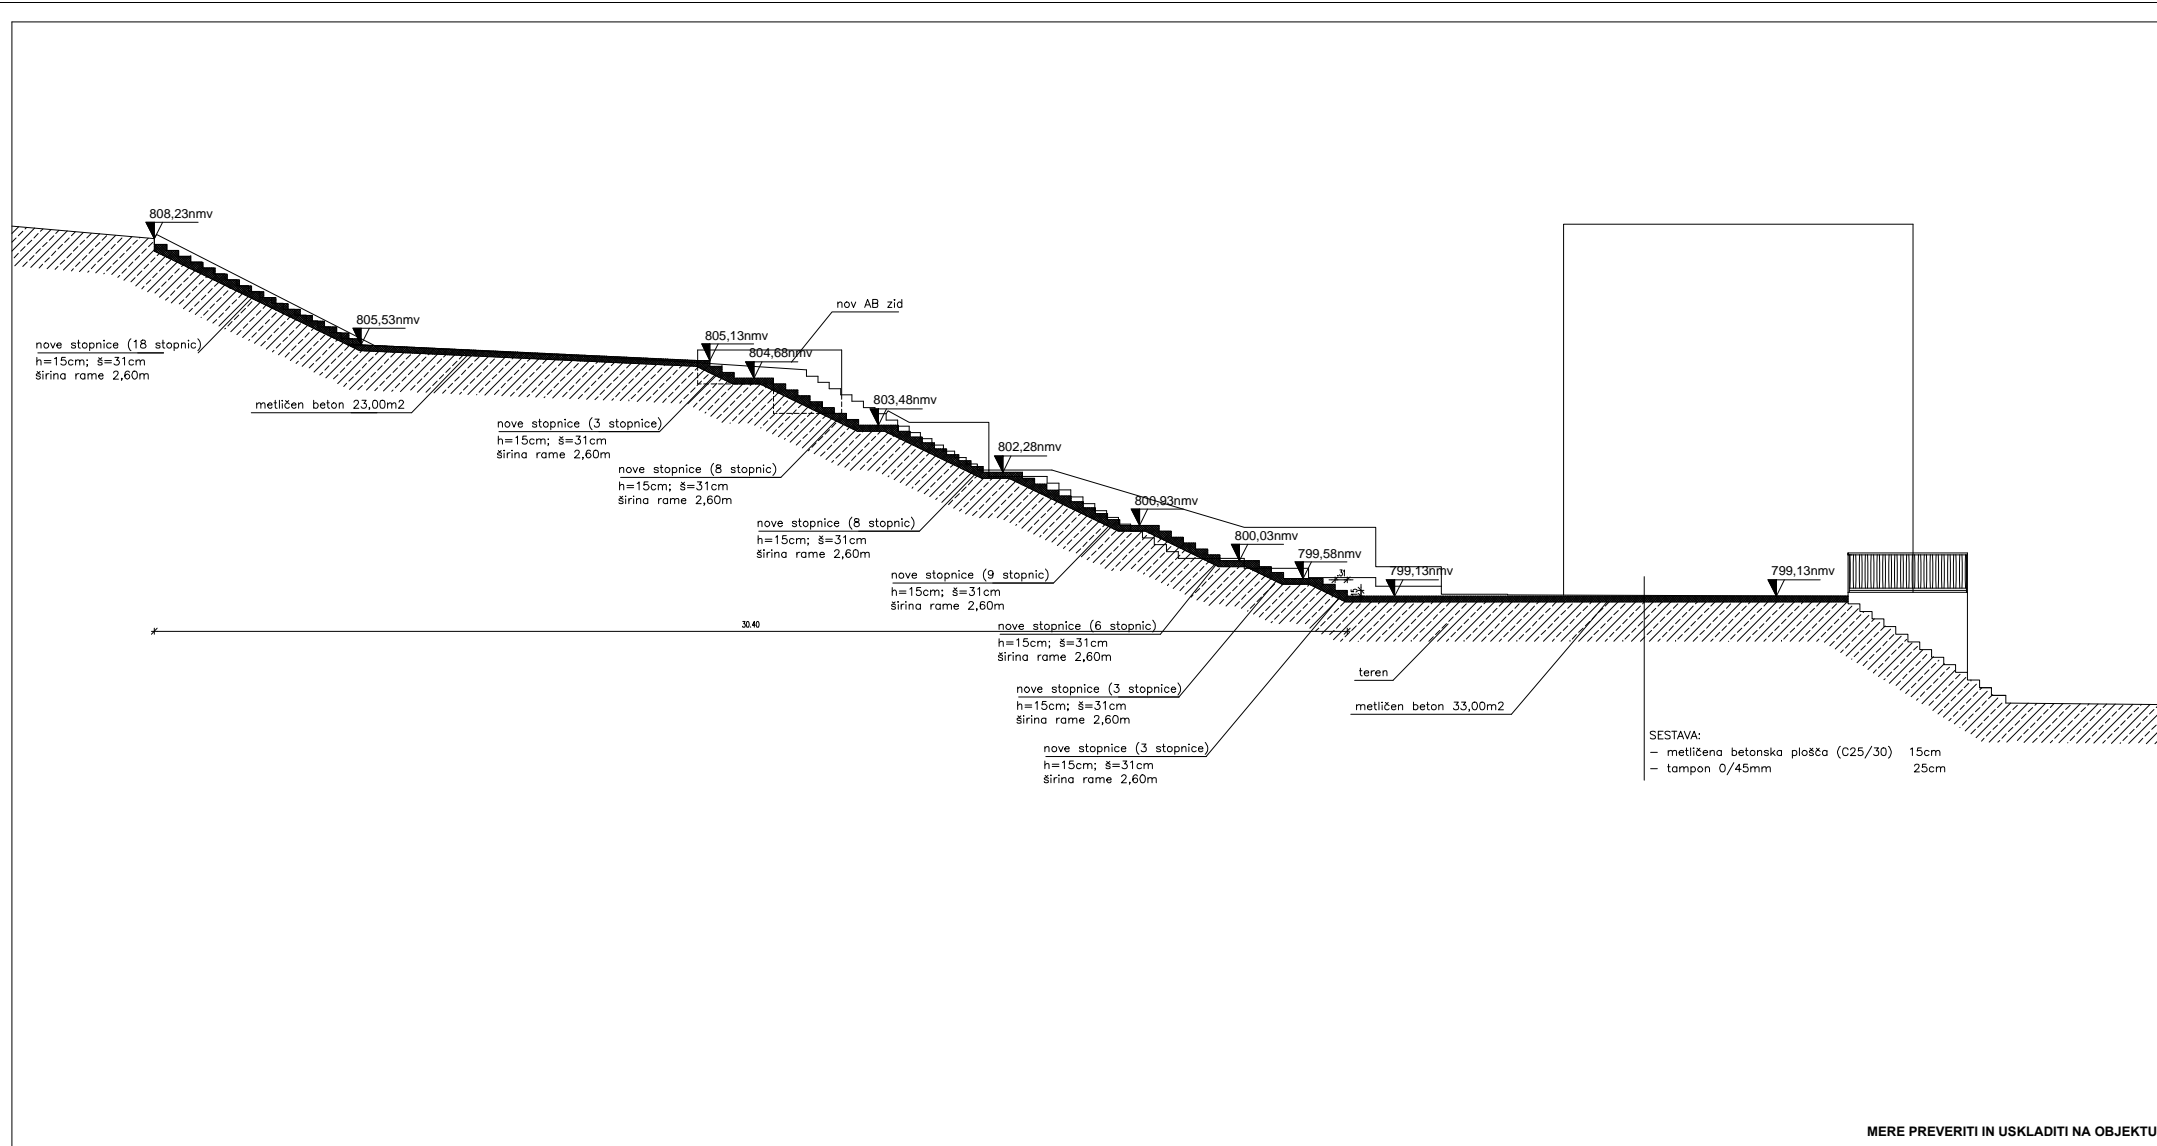 808,23nmv
805,53nmv
nove stopnice (18 stopnic)
h=15cm; š=31cm
širina rame 2,60m
metličen beton 23,00m2
nov AB zid
805,13nmv
804,68nmv
nove stopnice (3 stopnice)
h=15cm; š=31cm
širina rame 2,60m
803,48nmv
nove stopnice (8 stopnic)
h=15cm; š=31cm
širina rame 2,60m
802,28nmv
nove stopnice (8 stopnic)
h=15cm; š=31cm
širina rame 2,60m
800,93nmv
nove stopnice (9 stopnic)
h=15cm; š=31cm
širina rame 2,60m
800,03nmv
799,58nmv
31
15
799,13nmv
799,13nmv
30.40
nove stopnice (6 stopnic)
h=15cm; š=31cm
širina rame 2,60m
teren
nove stopnice (3 stopnice)
h=15cm; š=31cm
širina rame 2,60m
metličen beton 33,00m2
nove stopnice (3 stopnice)
h=15cm; š=31cm
širina rame 2,60m
SESTAVA:
– metličena betonska plošča (C25/30) 15cm
– tampon 0/45mm 25cm
MERE PREVERITI IN USKLADITI NA OBJEKTU